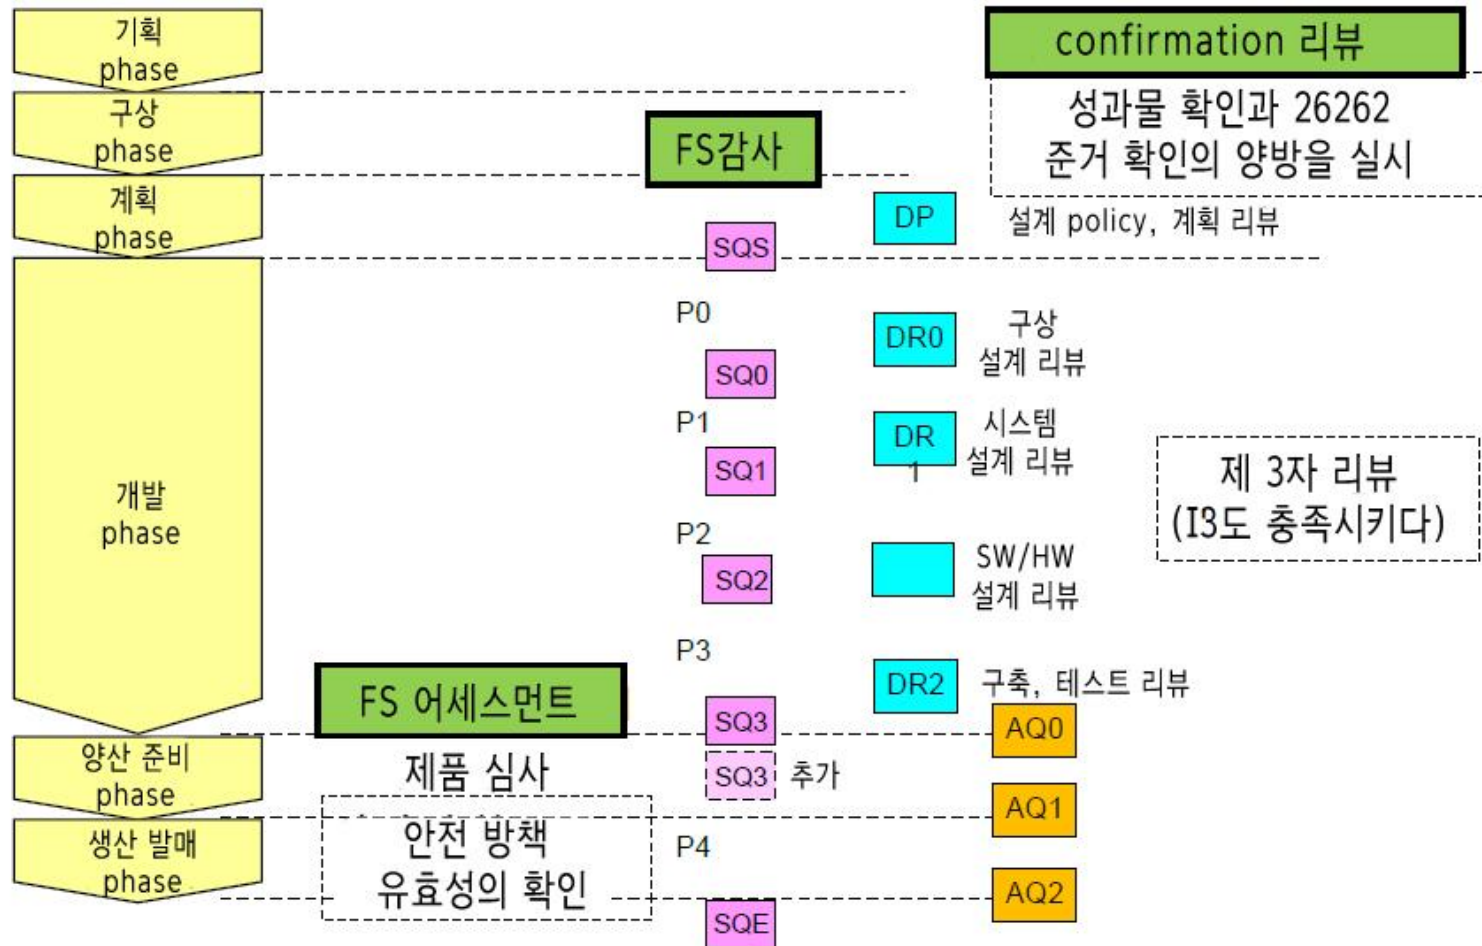 기획
phase
구상
phase
계획
phase
개발
phase
양산 준비
phase
생산 발매
phase
FS 어세스먼트
제품 심사
안전 방책
유효성의 확인
FS감사
SQS
P0
SQ0
P1
SQ1
P2
SQ2
P3
SQ3
SQ3 추가
P4
SQE
confirmation 리뷰
성과물 확인과 26262
준거 확인의 양방을 실시
DP 설계 policy, 계획 리뷰
DR0
구상
설계 리뷰
DR
1
시스템
설계 리뷰
SW/HW
설계 리뷰
DR2 구축, 테스트 리뷰
제 3자 리뷰
(I3도 충족시키다)
AQ0
AQ1
AQ2